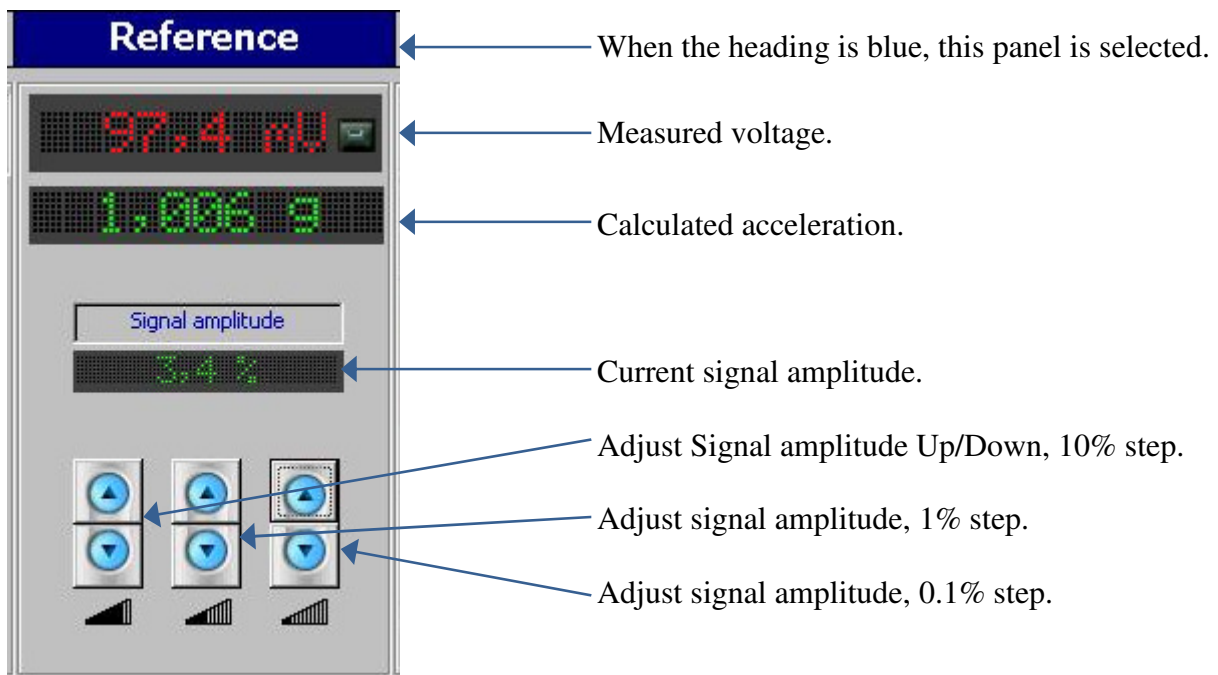 Reference
When the heading is blue, this panel is selected.
97,4 mV
Measured voltage.
1,006 g
Calculated acceleration.
Signal amplitude
3,4 %
Current signal amplitude.
Adjust Signal amplitude Up/Down, 10% step.
Adjust signal amplitude, 1% step.
Adjust signal amplitude, 0.1% step.